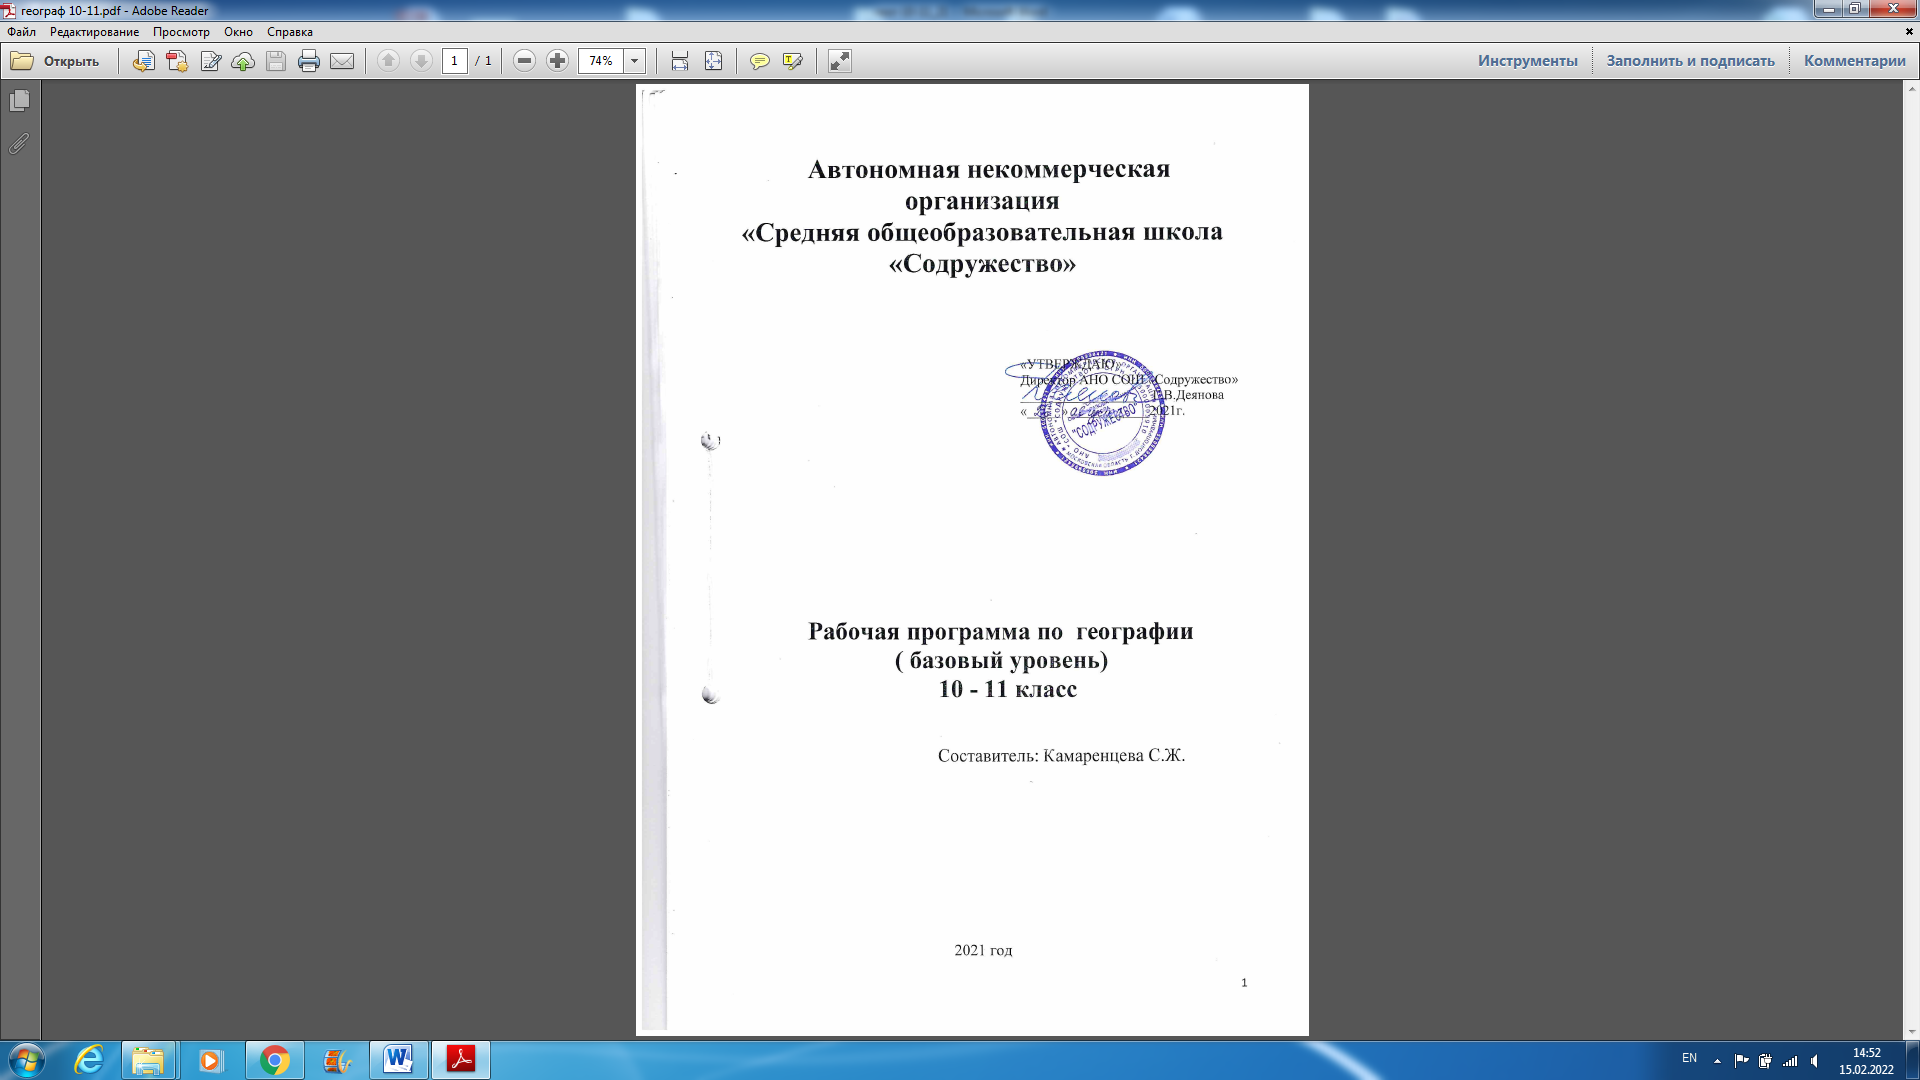 географ 10-11.pdf - Adobe Reader
Файл Редактирование Просмотр Окно Справка
Открыть 1 / 1 74% Инструменты Заполнить и подписать Комментарии
Автономная некоммерческая
организация
«Средняя общеобразовательная школа
«Содружество»
«УТВЕРЖДАЮ»
Директор АНО СОШ «Содружество»
В.Деянова
2021г.
"СОДРУЖЕСТВО"
Рабочая программа по географии
( базовый уровень)
10 - 11 класс
Составитель: Камаренцева С.Ж.
2021 год
1
EN 14:52
15.02.2022